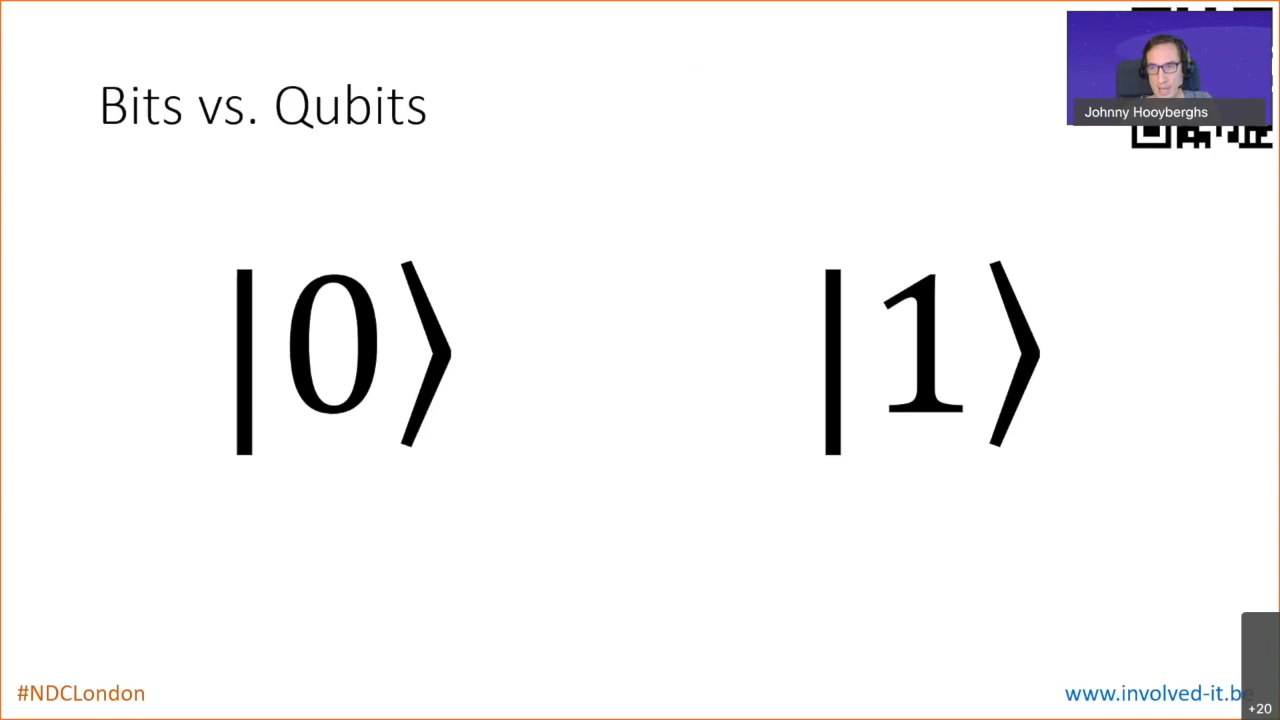 Bits vs. Qubits
Johnny Hooyberghs
|0⟩
|1⟩
#NDCLondon
www.involved-it.be
+20